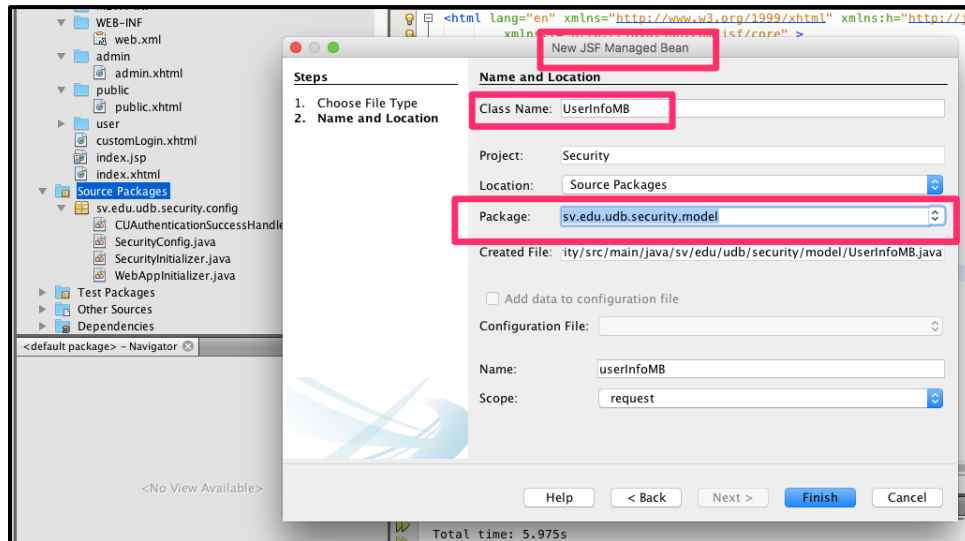 WEB-INF
web.xml
admin
admin.xhtml
public
public.xhtml
user
customLogin.xhtml
index.jsp
index.xhtml
Source Packages
sv.edu.udb.security.config
CUAuthenticationSuccessHandle
SecurityConfig.java
SecurityInitializer.java
WebAppInitializer.java
Test Packages
Other Sources
Dependencies
<default package> - Navigator
<No View Available>
<html lang="en" xmlns="http://www.w3.org/1999/xhtml" xmlns:h="http://
New JSF Managed Bean
Steps
1. Choose File Type
2. Name and Location
Name and Location
Class Name: UserInfoMB
Project: Security
Location: Source Packages
Package: sv.edu.udb.security.model
Created File: ity/src/main/java/sv/edu/udb/security/model/UserInfoMB.java
Add data to configuration file
Configuration File:
Name: userInfoMB
Scope: request
Help < Back Next > Finish Cancel
Total time: 5.975s